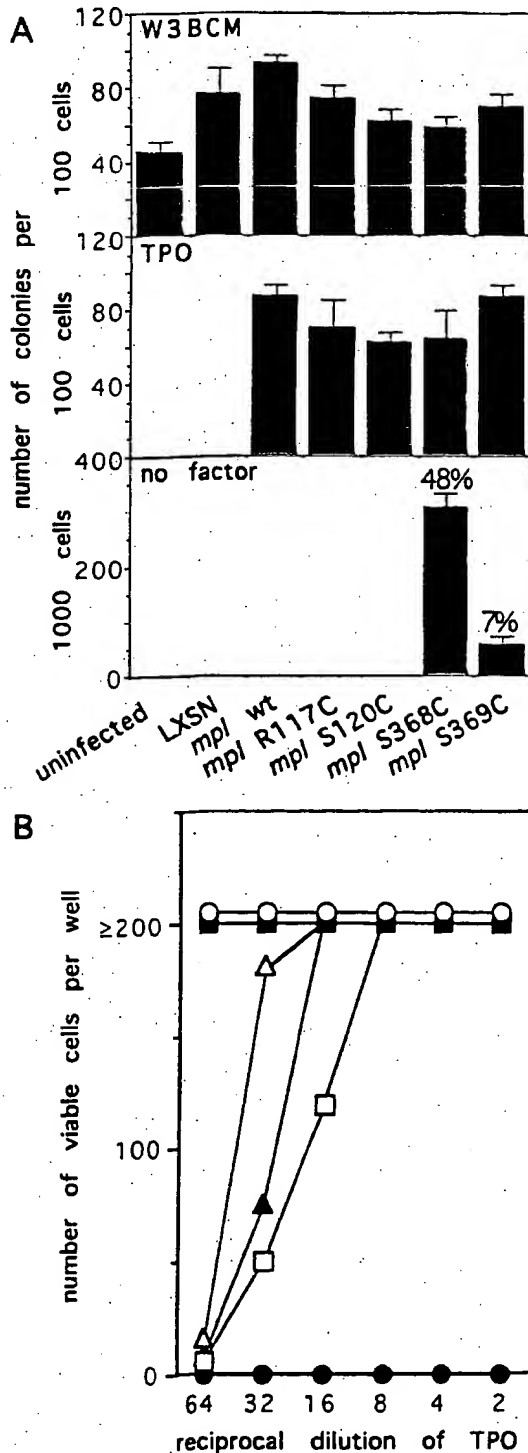 A
W3BCM
120
80
40
100 cells
TPO
120
80
40
100 cells
no factor
400
200
0
1000 cells
48%
7%
number of colonies per
uninfected
LXSN
mpl wt
mpl R117C
mpl S120C
mpl S368C
mpl S369C
B
≥200
100
0
number of viable cells per well
64 32 16 8 4 2
reciprocal dilution of TPO